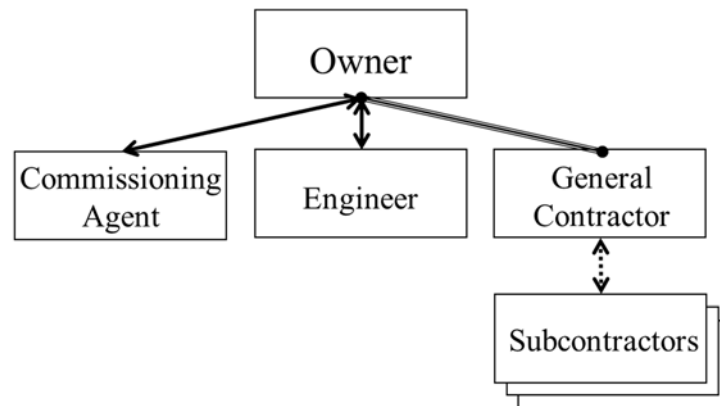 Owner
Commissioning
Agent
Engineer
General
Contractor
Subcontractors